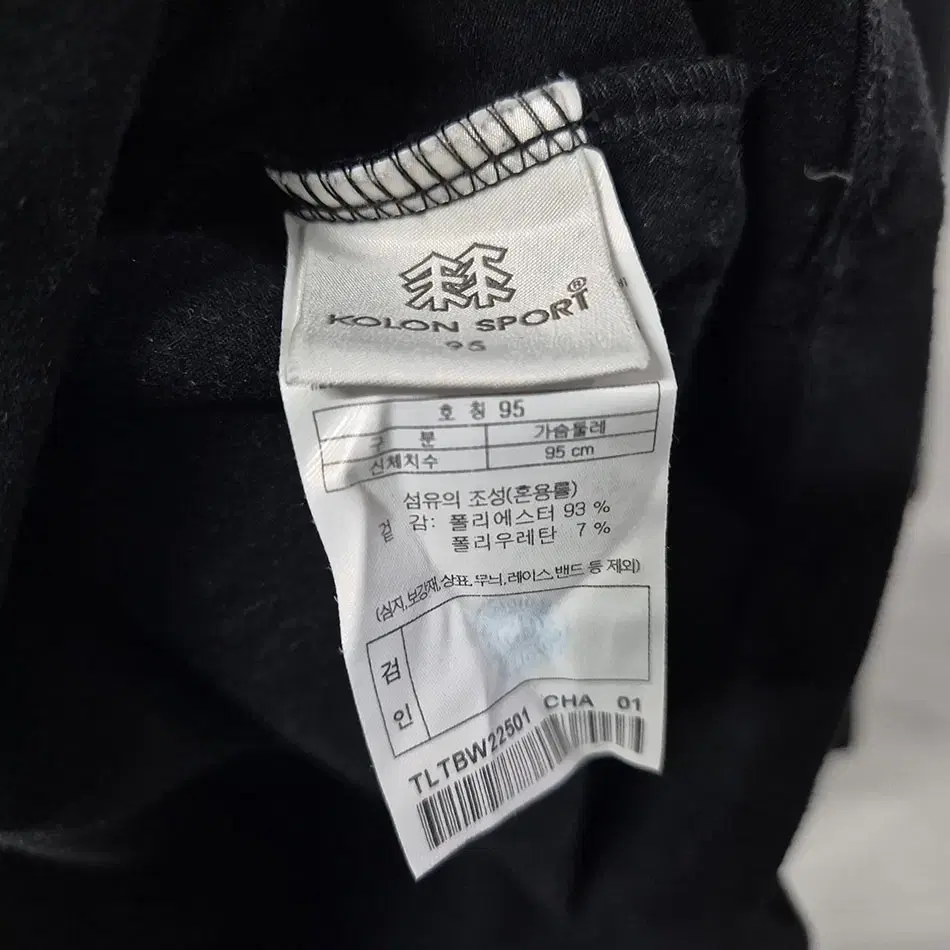 KOLON SPORT®
95
호 칭 95
구 분 가슴둘레
신체치수 95 cm
섬유의 조성(혼용률)
겉 감: 폴리에스터 93 %
폴리우레탄 7 %
(심지,보강재,상표,무늬,레이스,밴드 등 제외)
검
인
TLTBW22501 CHA 01